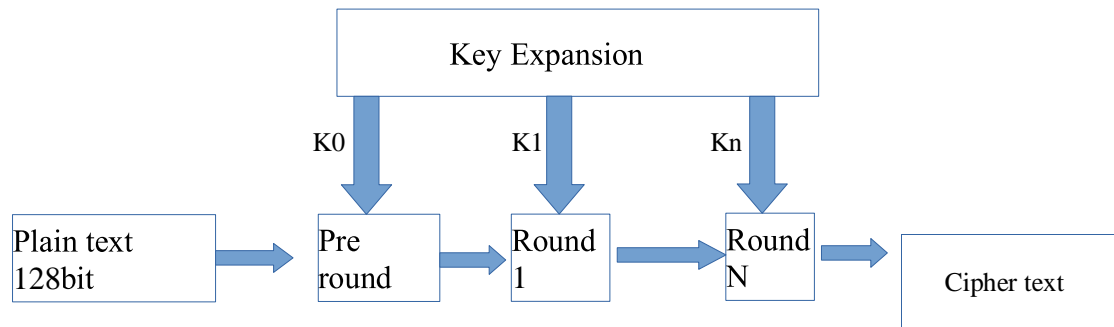 Key Expansion
K0
K1
Kn
Plain text
128bit
Pre
round
Round
1
Round
N
Cipher text